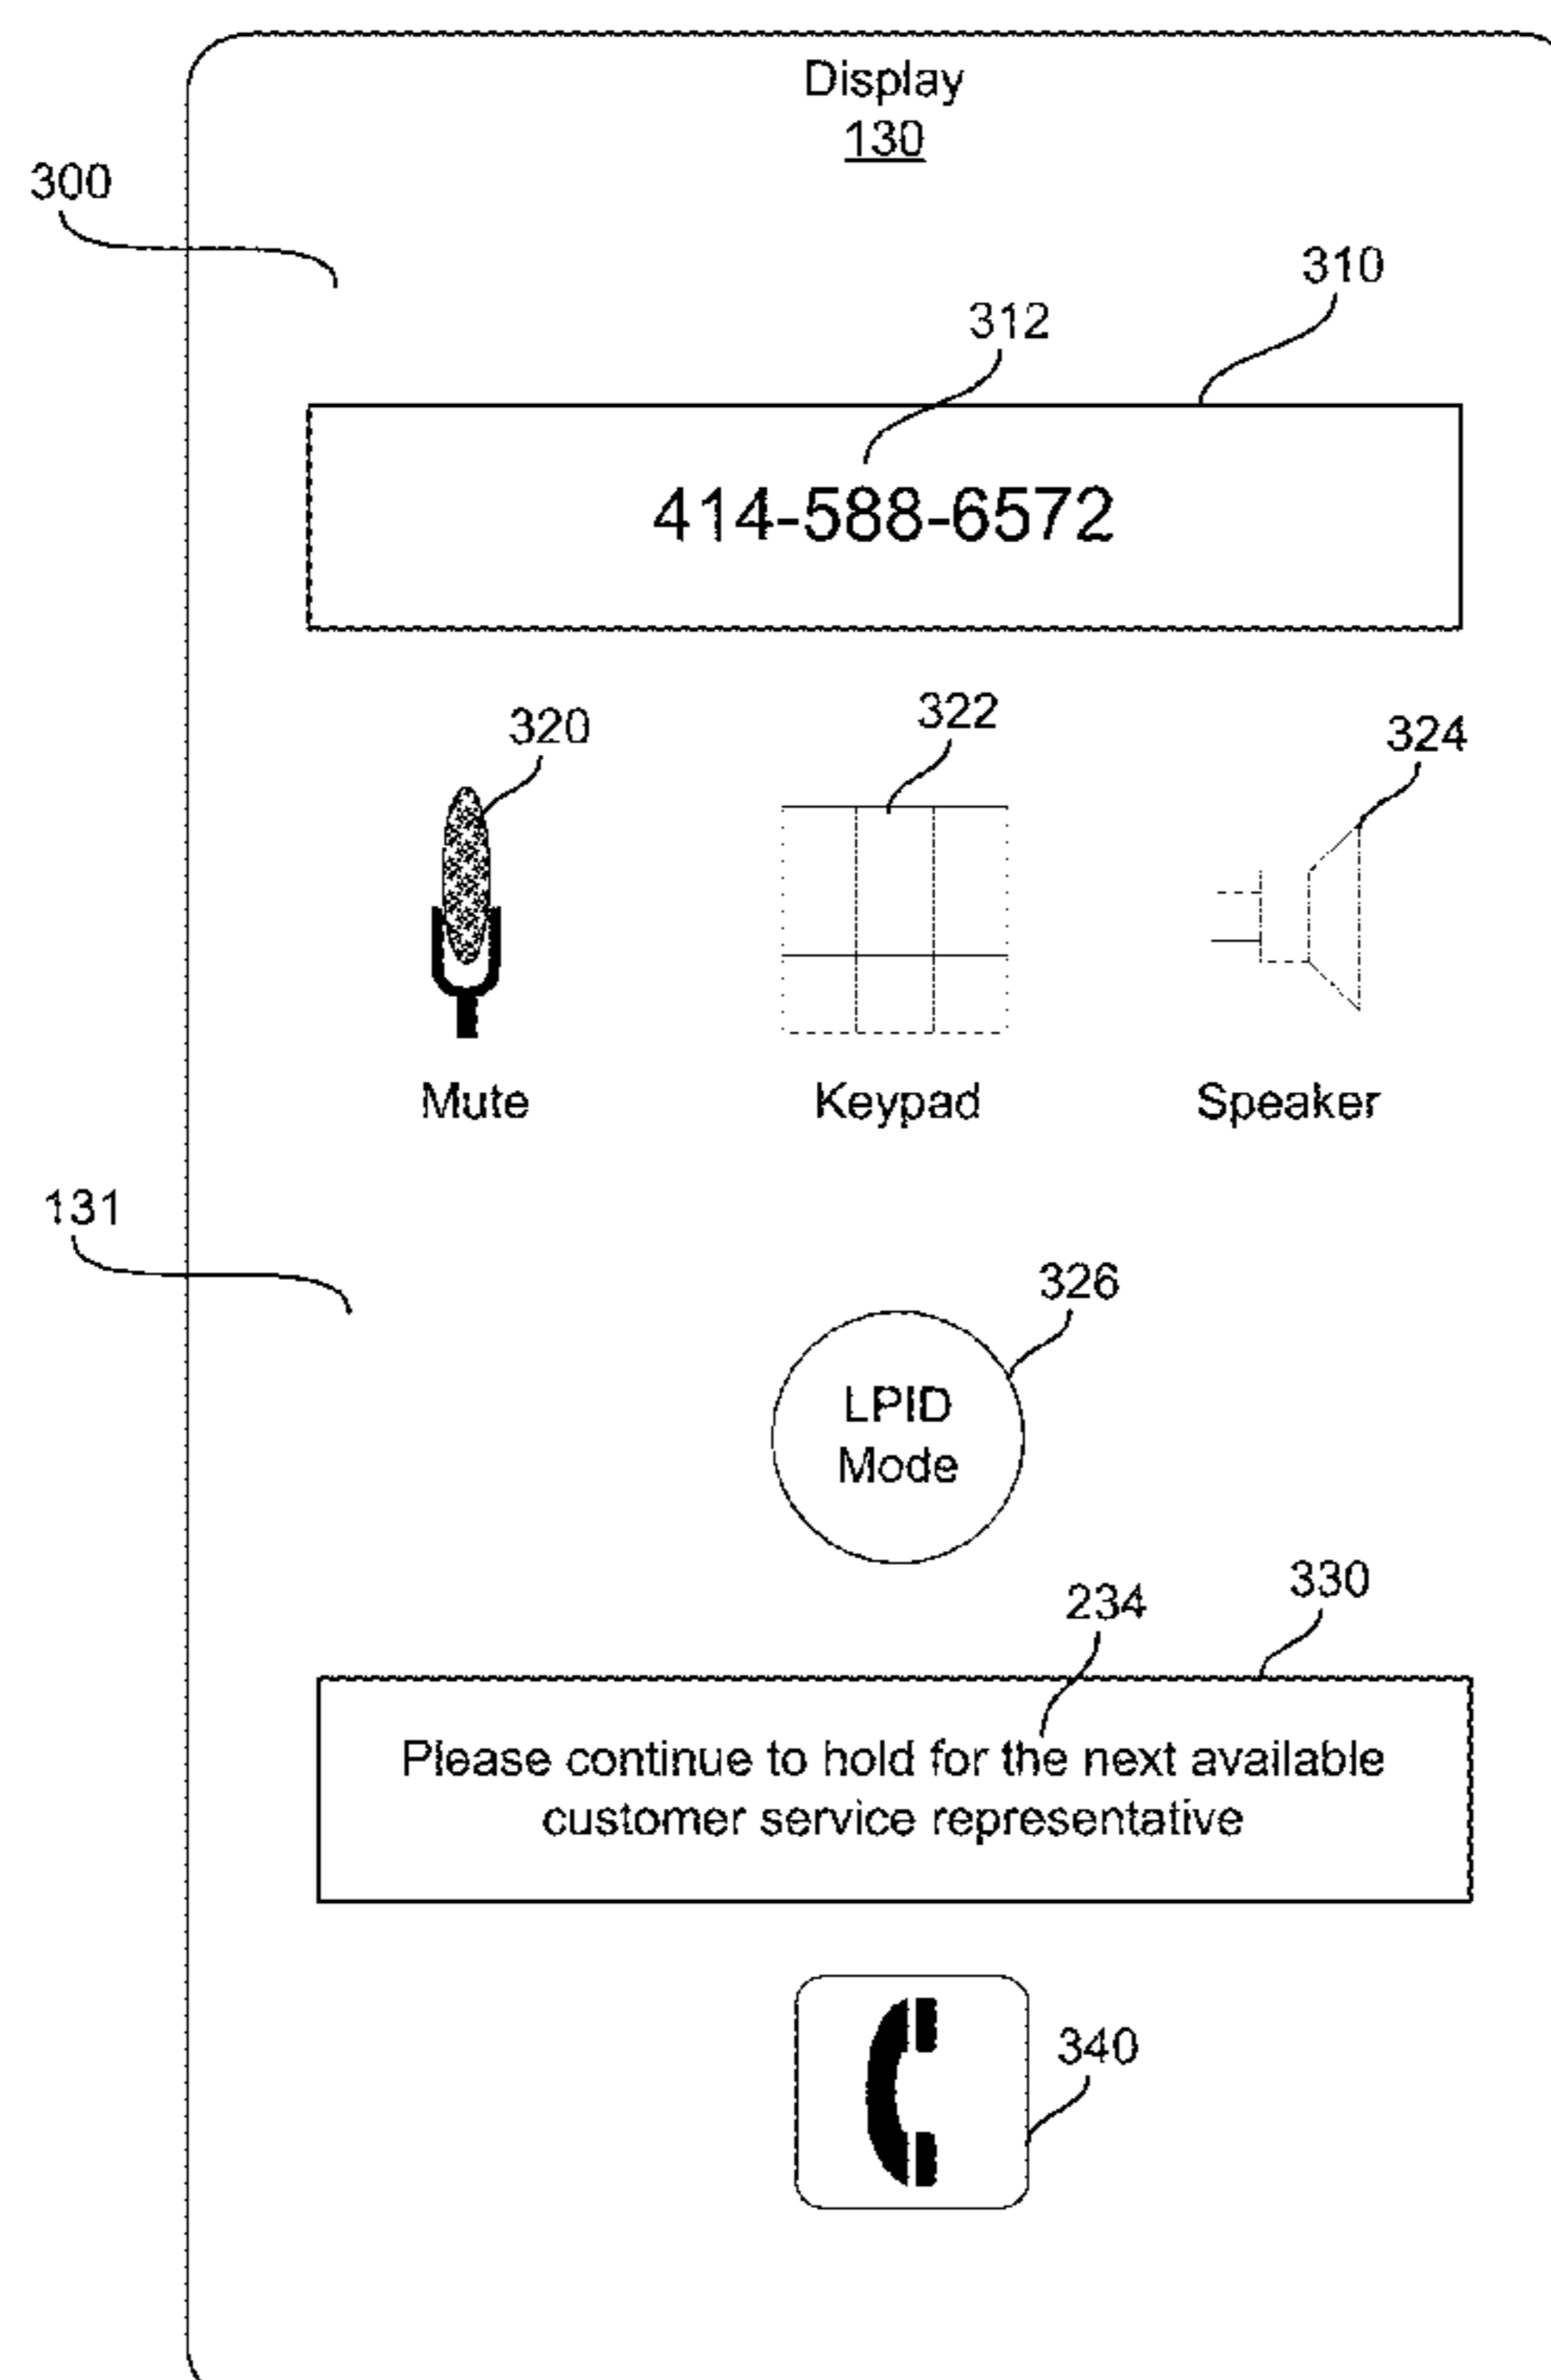 Display
130
300
310
312
414-588-6572
320
322
324
Mute
Keypad
Speaker
131
326
LPID
Mode
330
234
Please continue to hold for the next available
customer service representative
340